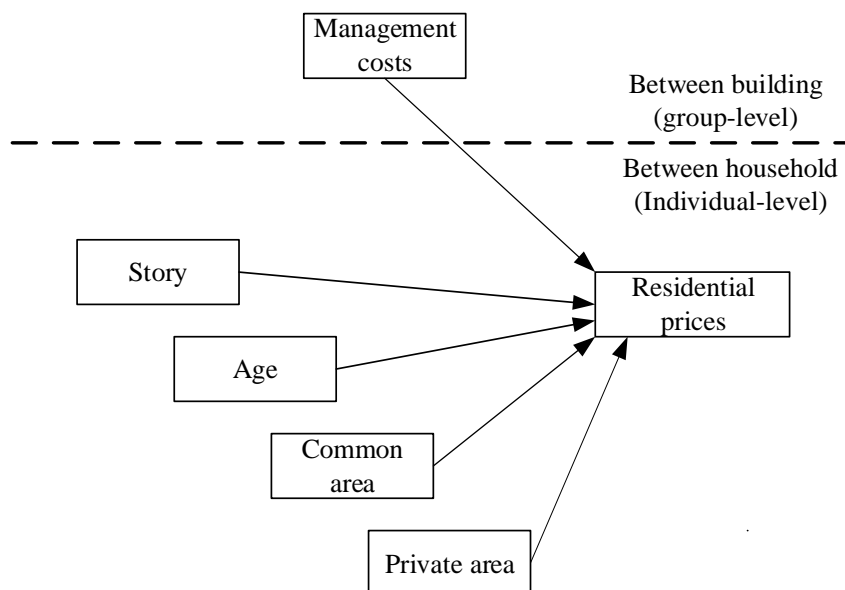 Management
costs
Between building
(group-level)
Between household
(Individual-level)
Story
Residential
prices
Age
Common
area
Private area